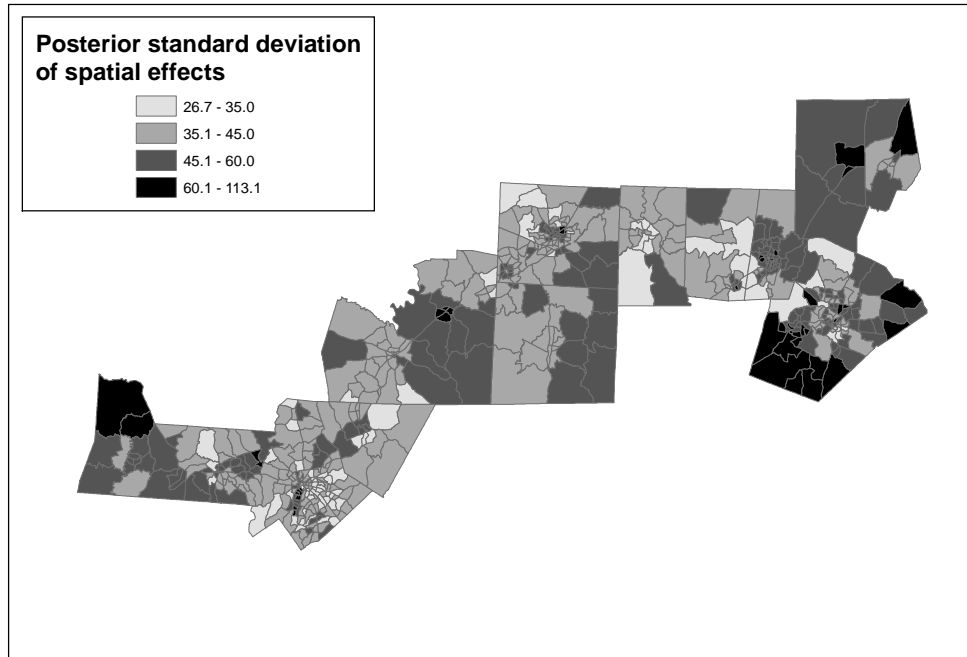 Posterior standard deviation
of spatial effects
26.7 - 35.0
35.1 - 45.0
45.1 - 60.0
60.1 - 113.1